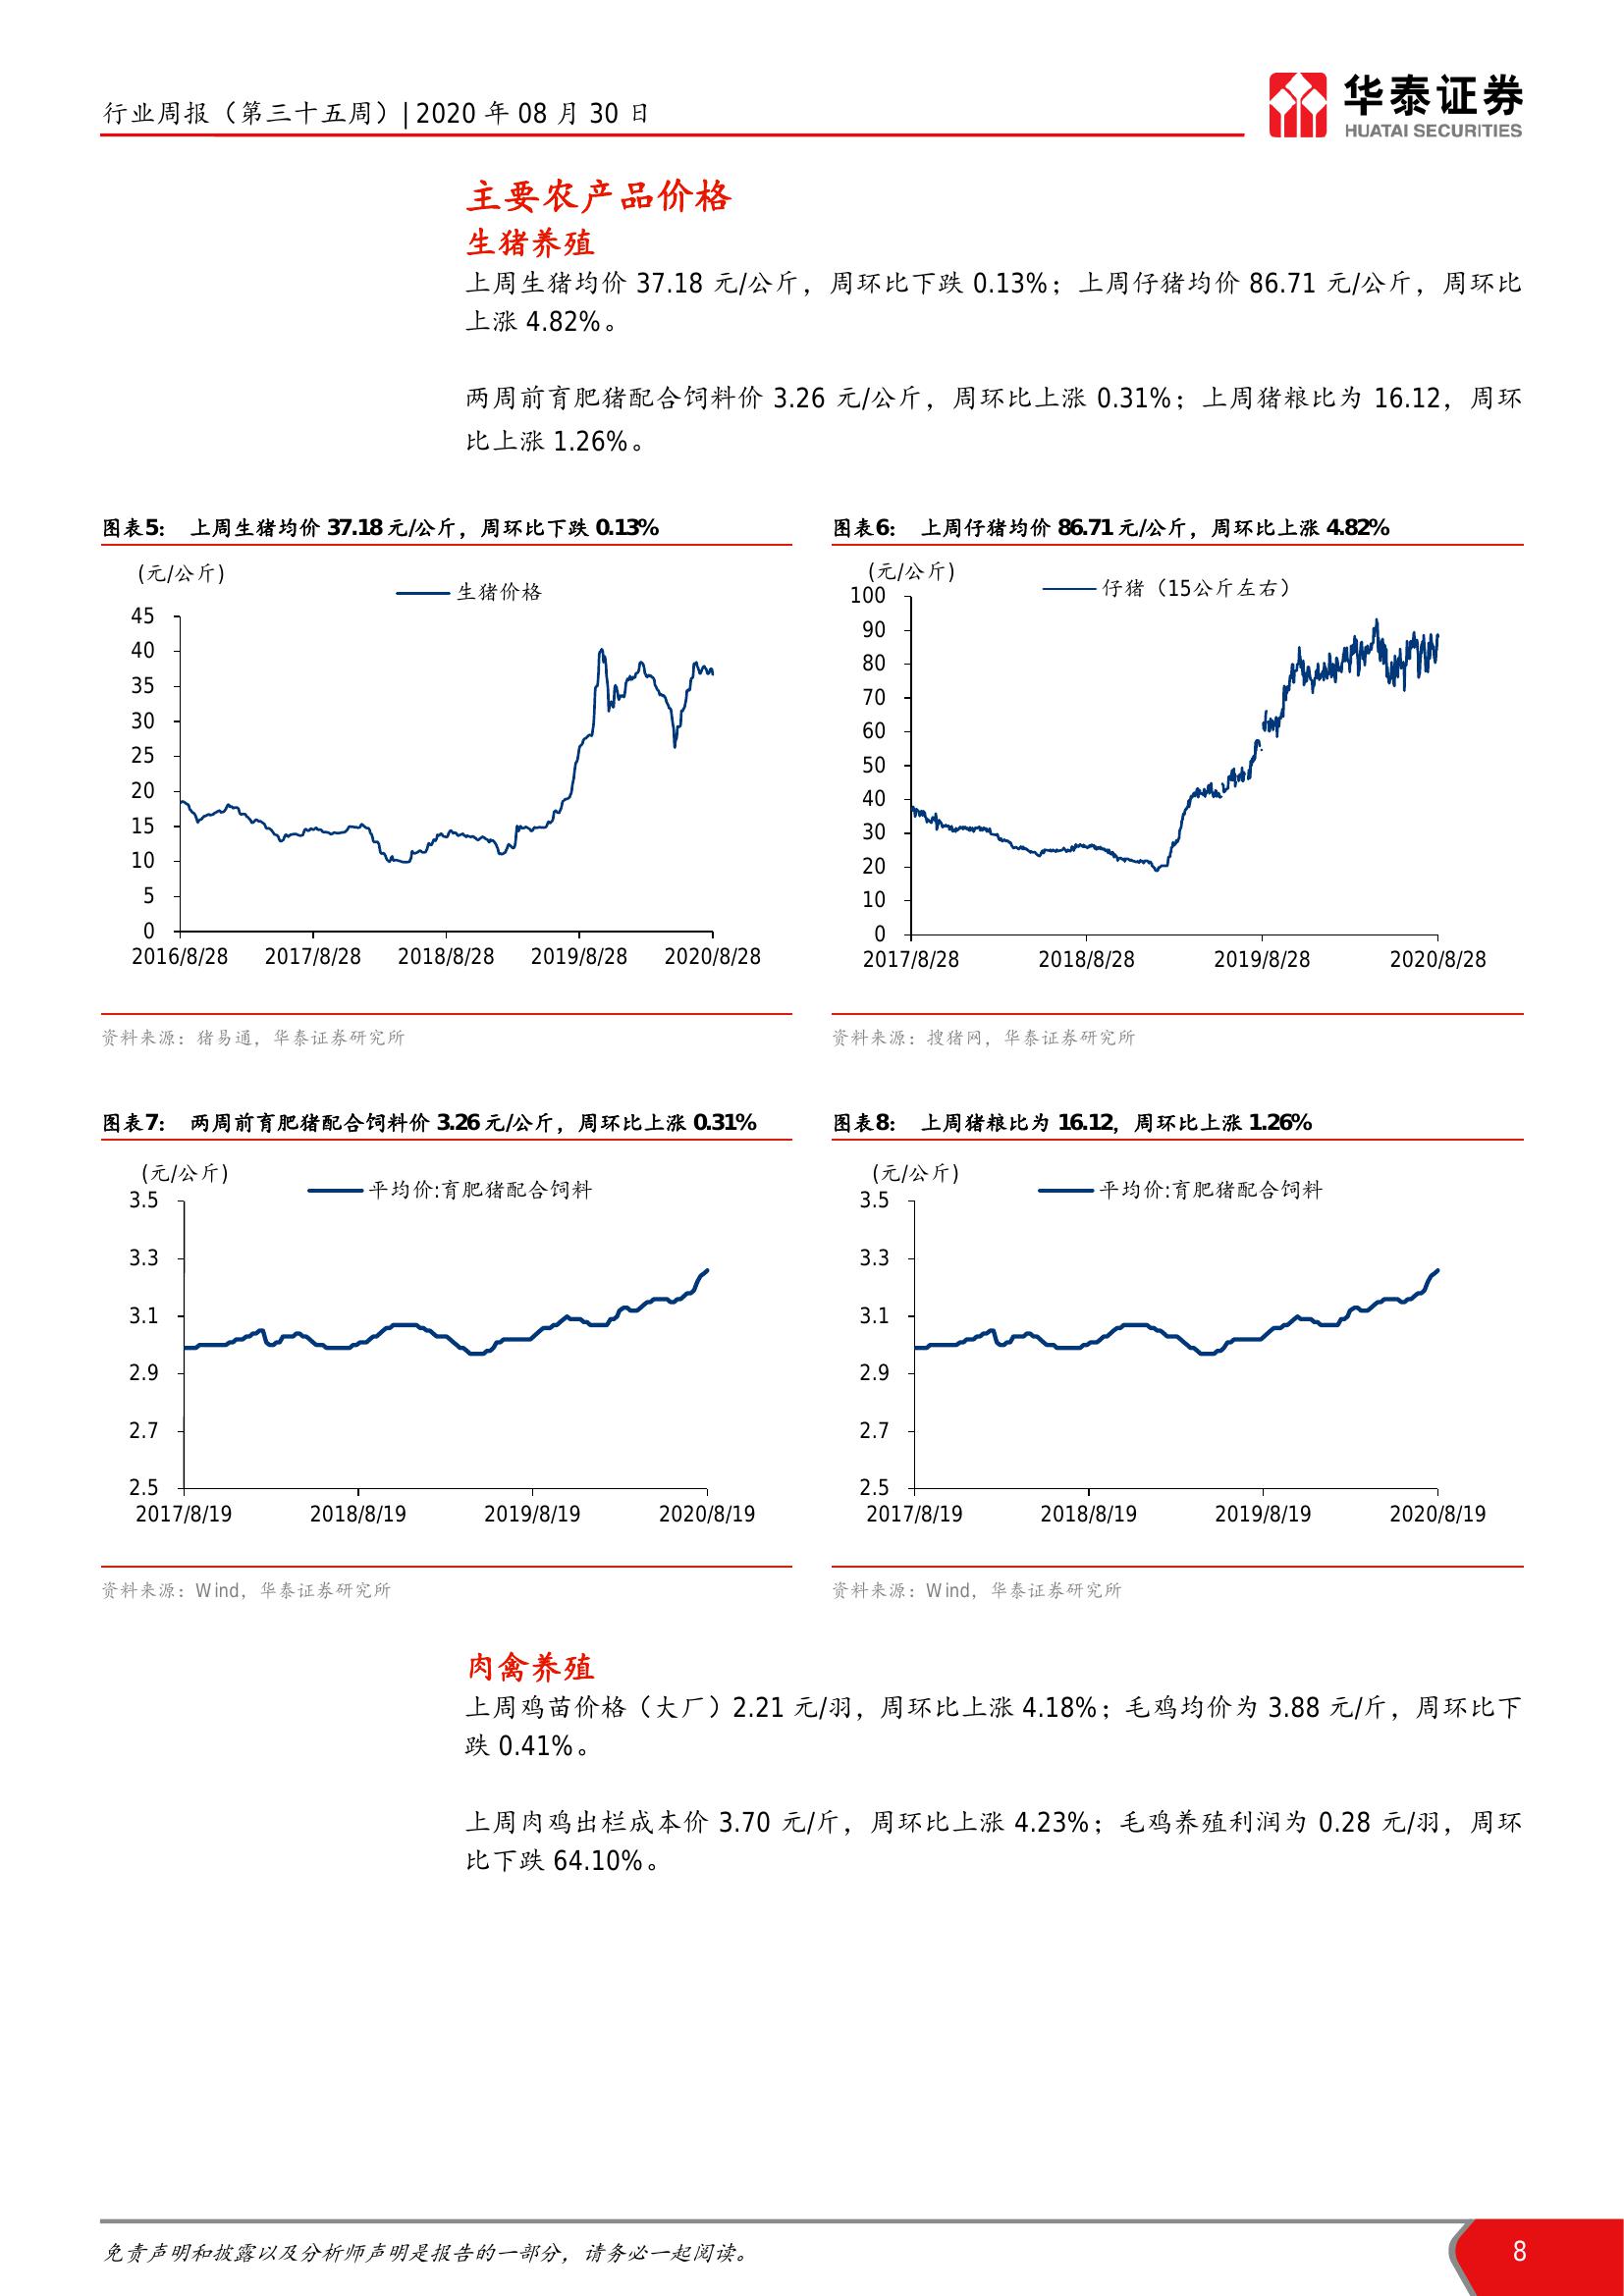 行业周报（第三十五周）| 2020 年 08 月 30 日
华泰证券
HUATAI SECURITIES
主要农产品价格
生猪养殖
上周生猪均价 37.18 元/公斤，周环比下跌 0.13%；上周仔猪均价 86.71 元/公斤，周环比
上涨 4.82%。
两周前育肥猪配合饲料价 3.26 元/公斤，周环比上涨 0.31%；上周猪粮比为 16.12，周环
比上涨 1.26%。
图表5： 上周生猪均价 37.18 元/公斤，周环比下跌 0.13%
(元/公斤)
生猪价格
45
40
35
30
25
20
15
10
5
0
2016/8/28 2017/8/28 2018/8/28 2019/8/28 2020/8/28
资料来源：猪易通，华泰证券研究所
图表6： 上周仔猪均价 86.71 元/公斤，周环比上涨 4.82%
(元/公斤)
仔猪（15公斤左右）
100
90
80
70
60
50
40
30
20
10
0
2017/8/28 2018/8/28 2019/8/28 2020/8/28
资料来源：搜猪网，华泰证券研究所
图表7： 两周前育肥猪配合饲料价 3.26 元/公斤，周环比上涨 0.31%
(元/公斤)
平均价:育肥猪配合饲料
3.5
3.3
3.1
2.9
2.7
2.5
2017/8/19 2018/8/19 2019/8/19 2020/8/19
资料来源：Wind，华泰证券研究所
图表8： 上周猪粮比为 16.12，周环比上涨 1.26%
(元/公斤)
平均价:育肥猪配合饲料
3.5
3.3
3.1
2.9
2.7
2.5
2017/8/19 2018/8/19 2019/8/19 2020/8/19
资料来源：Wind，华泰证券研究所
肉禽养殖
上周鸡苗价格（大厂）2.21 元/羽，周环比上涨 4.18%；毛鸡均价为 3.88 元/斤，周环比下
跌 0.41%。
上周肉鸡出栏成本价 3.70 元/斤，周环比上涨 4.23%；毛鸡养殖利润为 0.28 元/羽，周环
比下跌 64.10%。
免责声明和披露以及分析师声明是报告的一部分，请务必一起阅读。
8